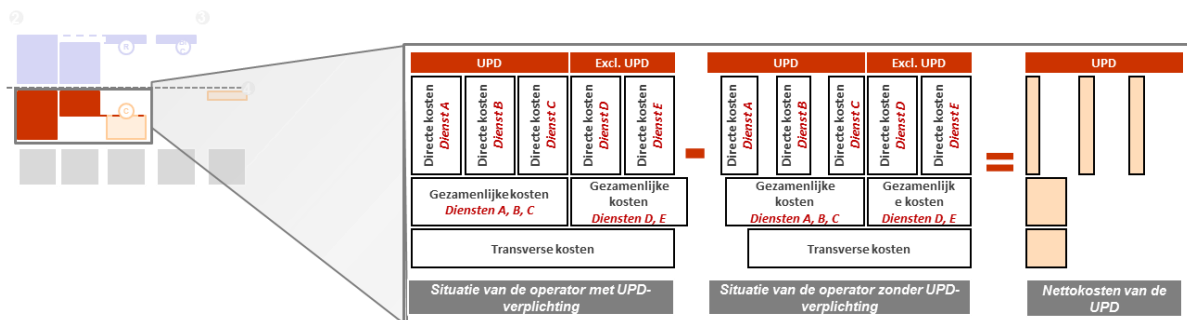 2
3
R
C
UPD
Excl. UPD
UPD
Excl. UPD
UPD
Directe kosten
Dienst A
Directe kosten
Dienst B
Directe kosten
Dienst C
Directe kosten
Dienst D
Directe kosten
Dienst E
-
Directe kosten
Dienst A
Directe kosten
Dienst B
Directe kosten
Dienst C
Directe kosten
Dienst D
Directe kosten
Dienst E
=
Gezamenlijke kosten
Diensten A, B, C
Gezamenlijke
kosten
Diensten D, E
Gezamenlijke
kosten
Diensten A, B, C
Gezamenlijk
e kosten
Diensten D, E
Transverse kosten
Transverse kosten
Situatie van de operator met UPD-
verplichting
Situatie van de operator zonder UPD-
verplichting
Nettokosten van de
UPD